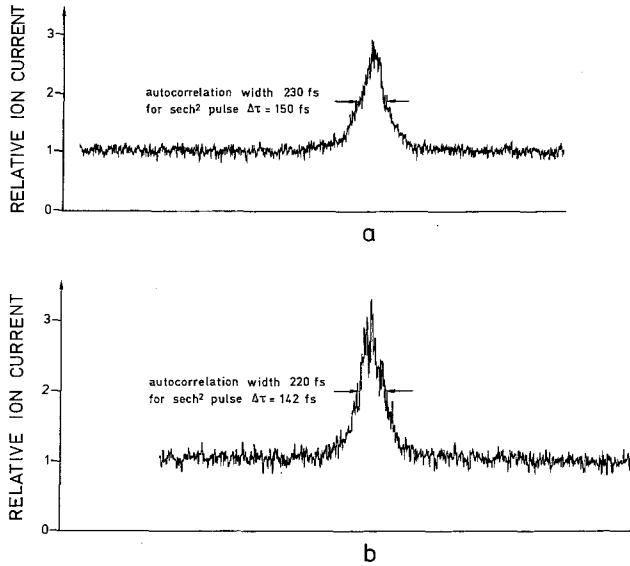 RELATIVE ION CURRENT
3
2
1
0
autocorrelation width 230 fs
for sech² pulse Δτ = 150 fs
a
RELATIVE ION CURRENT
3
2
1
0
autocorrelation width 220 fs
for sech² pulse Δτ = 142 fs
b